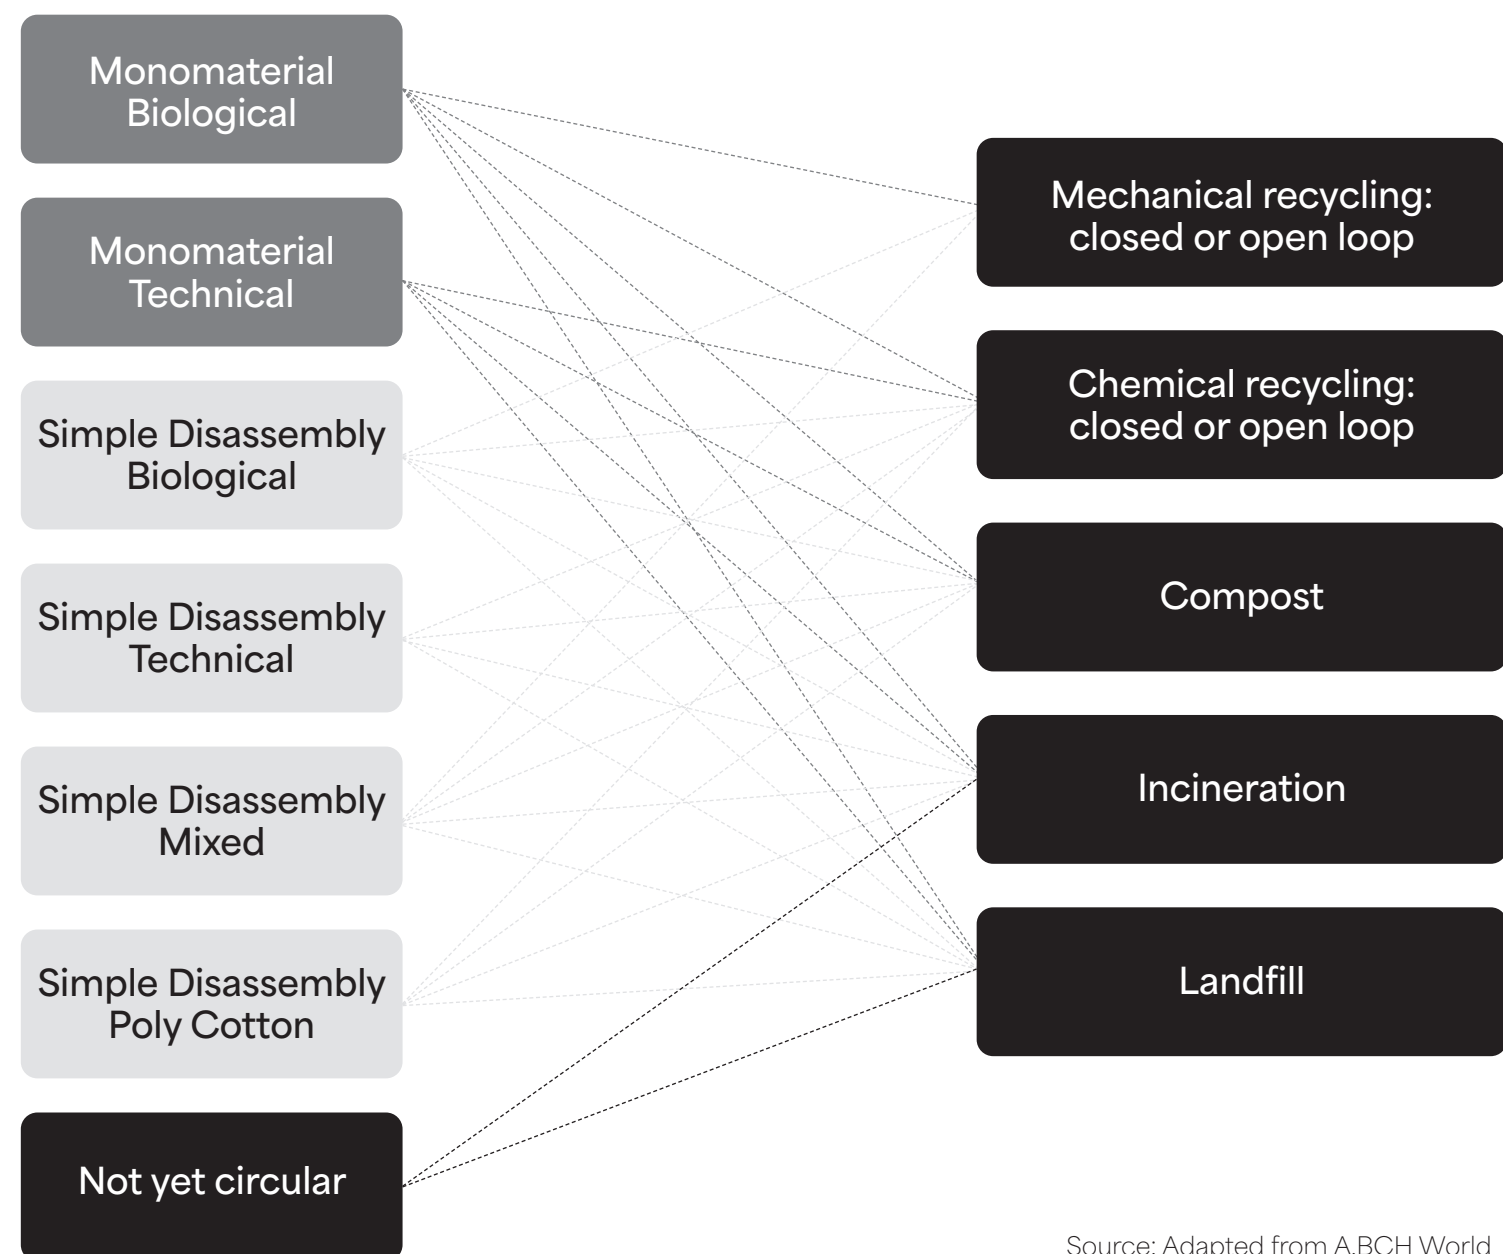 Monomaterial
Biological
Monomaterial
Technical
Simple Disassembly
Biological
Simple Disassembly
Technical
Simple Disassembly
Mixed
Simple Disassembly
Poly Cotton
Not yet circular
Mechanical recycling:
closed or open loop
Chemical recycling:
closed or open loop
Compost
Incineration
Landfill
Source: Adapted from A.BCH World